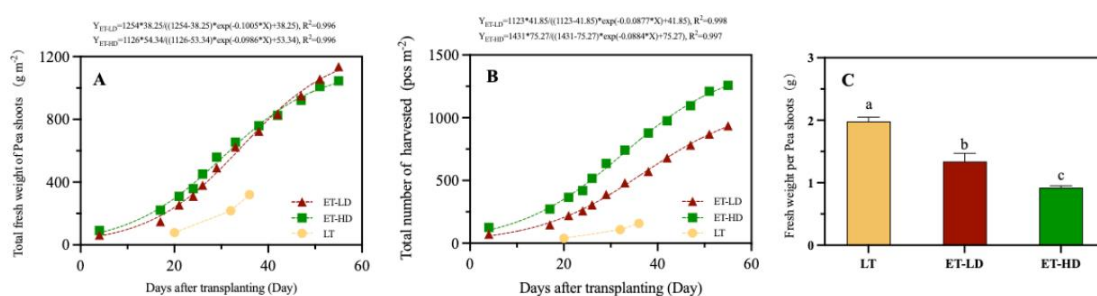 Y_ET-LD=1254*38.25/((1254-38.25)*exp(-0.1005*X)+38.25), R²=0.996
Y_ET-HD=1126*54.34/((1126-53.34)*exp(-0.0986*X)+53.34), R²=0.996
A
Total fresh weight of Pea shoots (g m⁻²)
1200
900
600
300
0
ET-LD
ET-HD
LT
0
20
40
60
Days after transplanting (Day)
Y_ET-LD=1123*41.85/((1123-41.85)*exp(-0.0.0877*X)+41.85), R²=0.998
Y_ET-HD=1431*75.27/((1431-75.27)*exp(-0.0884*X)+75.27), R²=0.997
B
Total number of harvested (pcs m⁻²)
1500
1000
500
0
ET-LD
ET-HD
LT
0
20
40
60
Days after transplanting (Day)
C
Fresh weight per Pea shoots (g)
3
2
1
0
a
b
c
LT
ET-LD
ET-HD